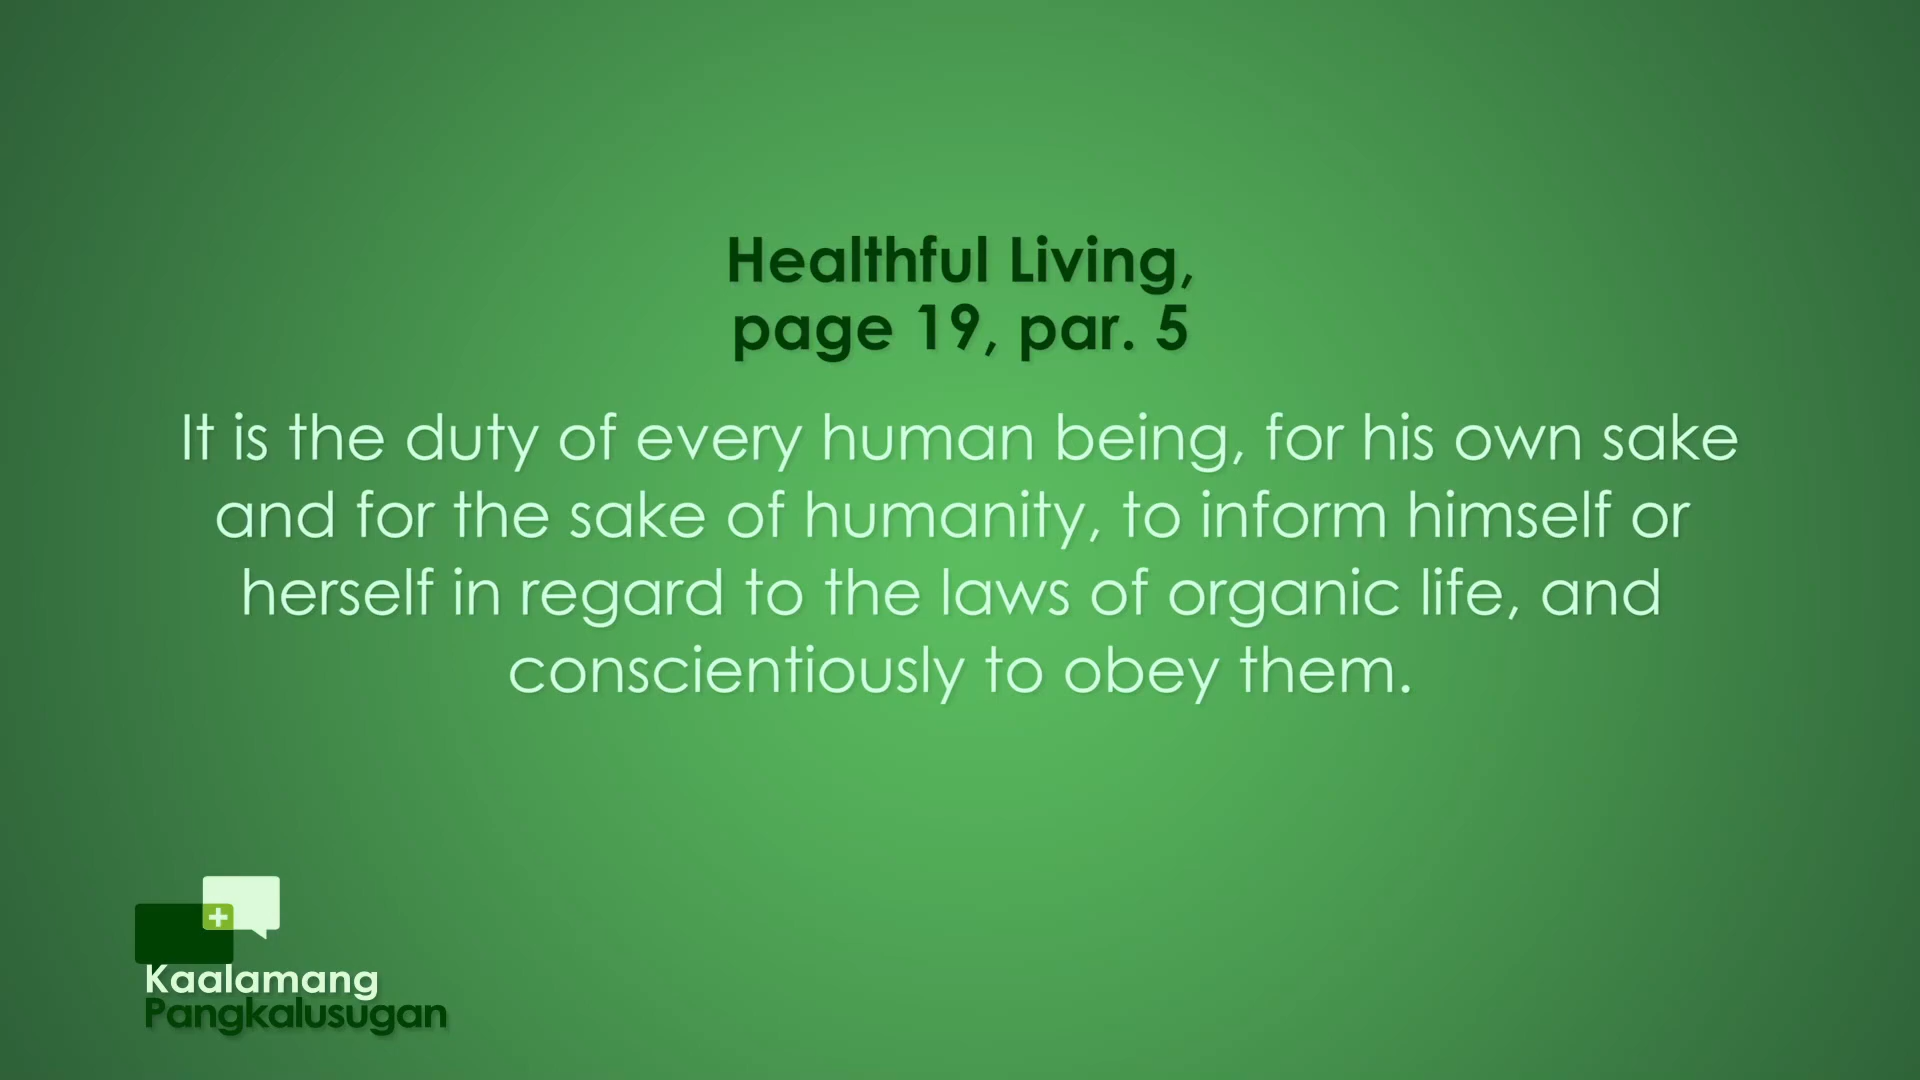 Healthful Living,
page 19, par. 5
It is the duty of every human being, for his own sake
and for the sake of humanity, to inform himself or
herself in regard to the laws of organic life, and
conscientiously to obey them.
Kaalamang
Pangkalusugan